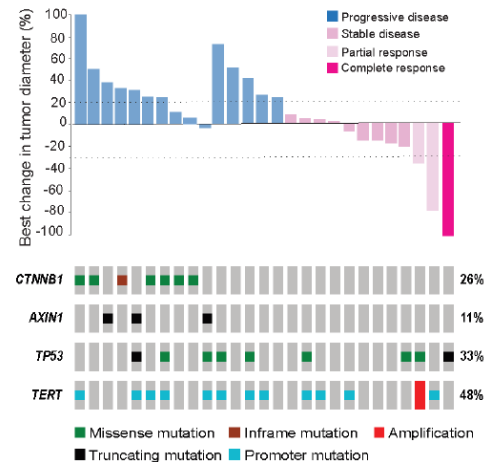 Best change in tumor diameter (%)
100
80
60
40
20
0
-20
-40
-60
-80
-100
Progressive disease
Stable disease
Partial response
Complete response
CTNNB1 26%
AXIN1 11%
TP53 33%
TERT 48%
Missense mutation Inframe mutation Amplification
Truncating mutation Promoter mutation